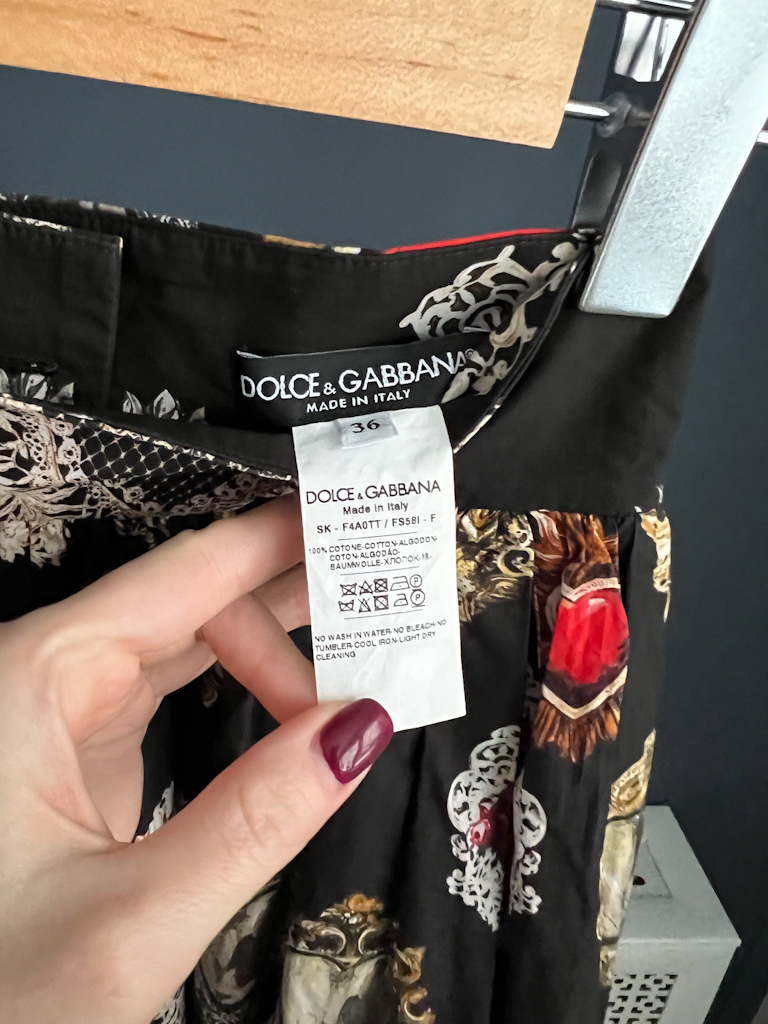 DOLCE & GABBANA®
MADE IN ITALY
36
DOLCE & GABBANA
Made in Italy
SK - F4A0TT / FS58I - F
100% COTONE-COTTON-ALGODON-
COTON-ALGODÃO-
BAUMWOLLE-ХЛОПОК-棉-
P
P
NO WASH IN WATER-NO BLEACH-NO
TUMBLER-COOL IRON-LIGHT DRY
CLEANING